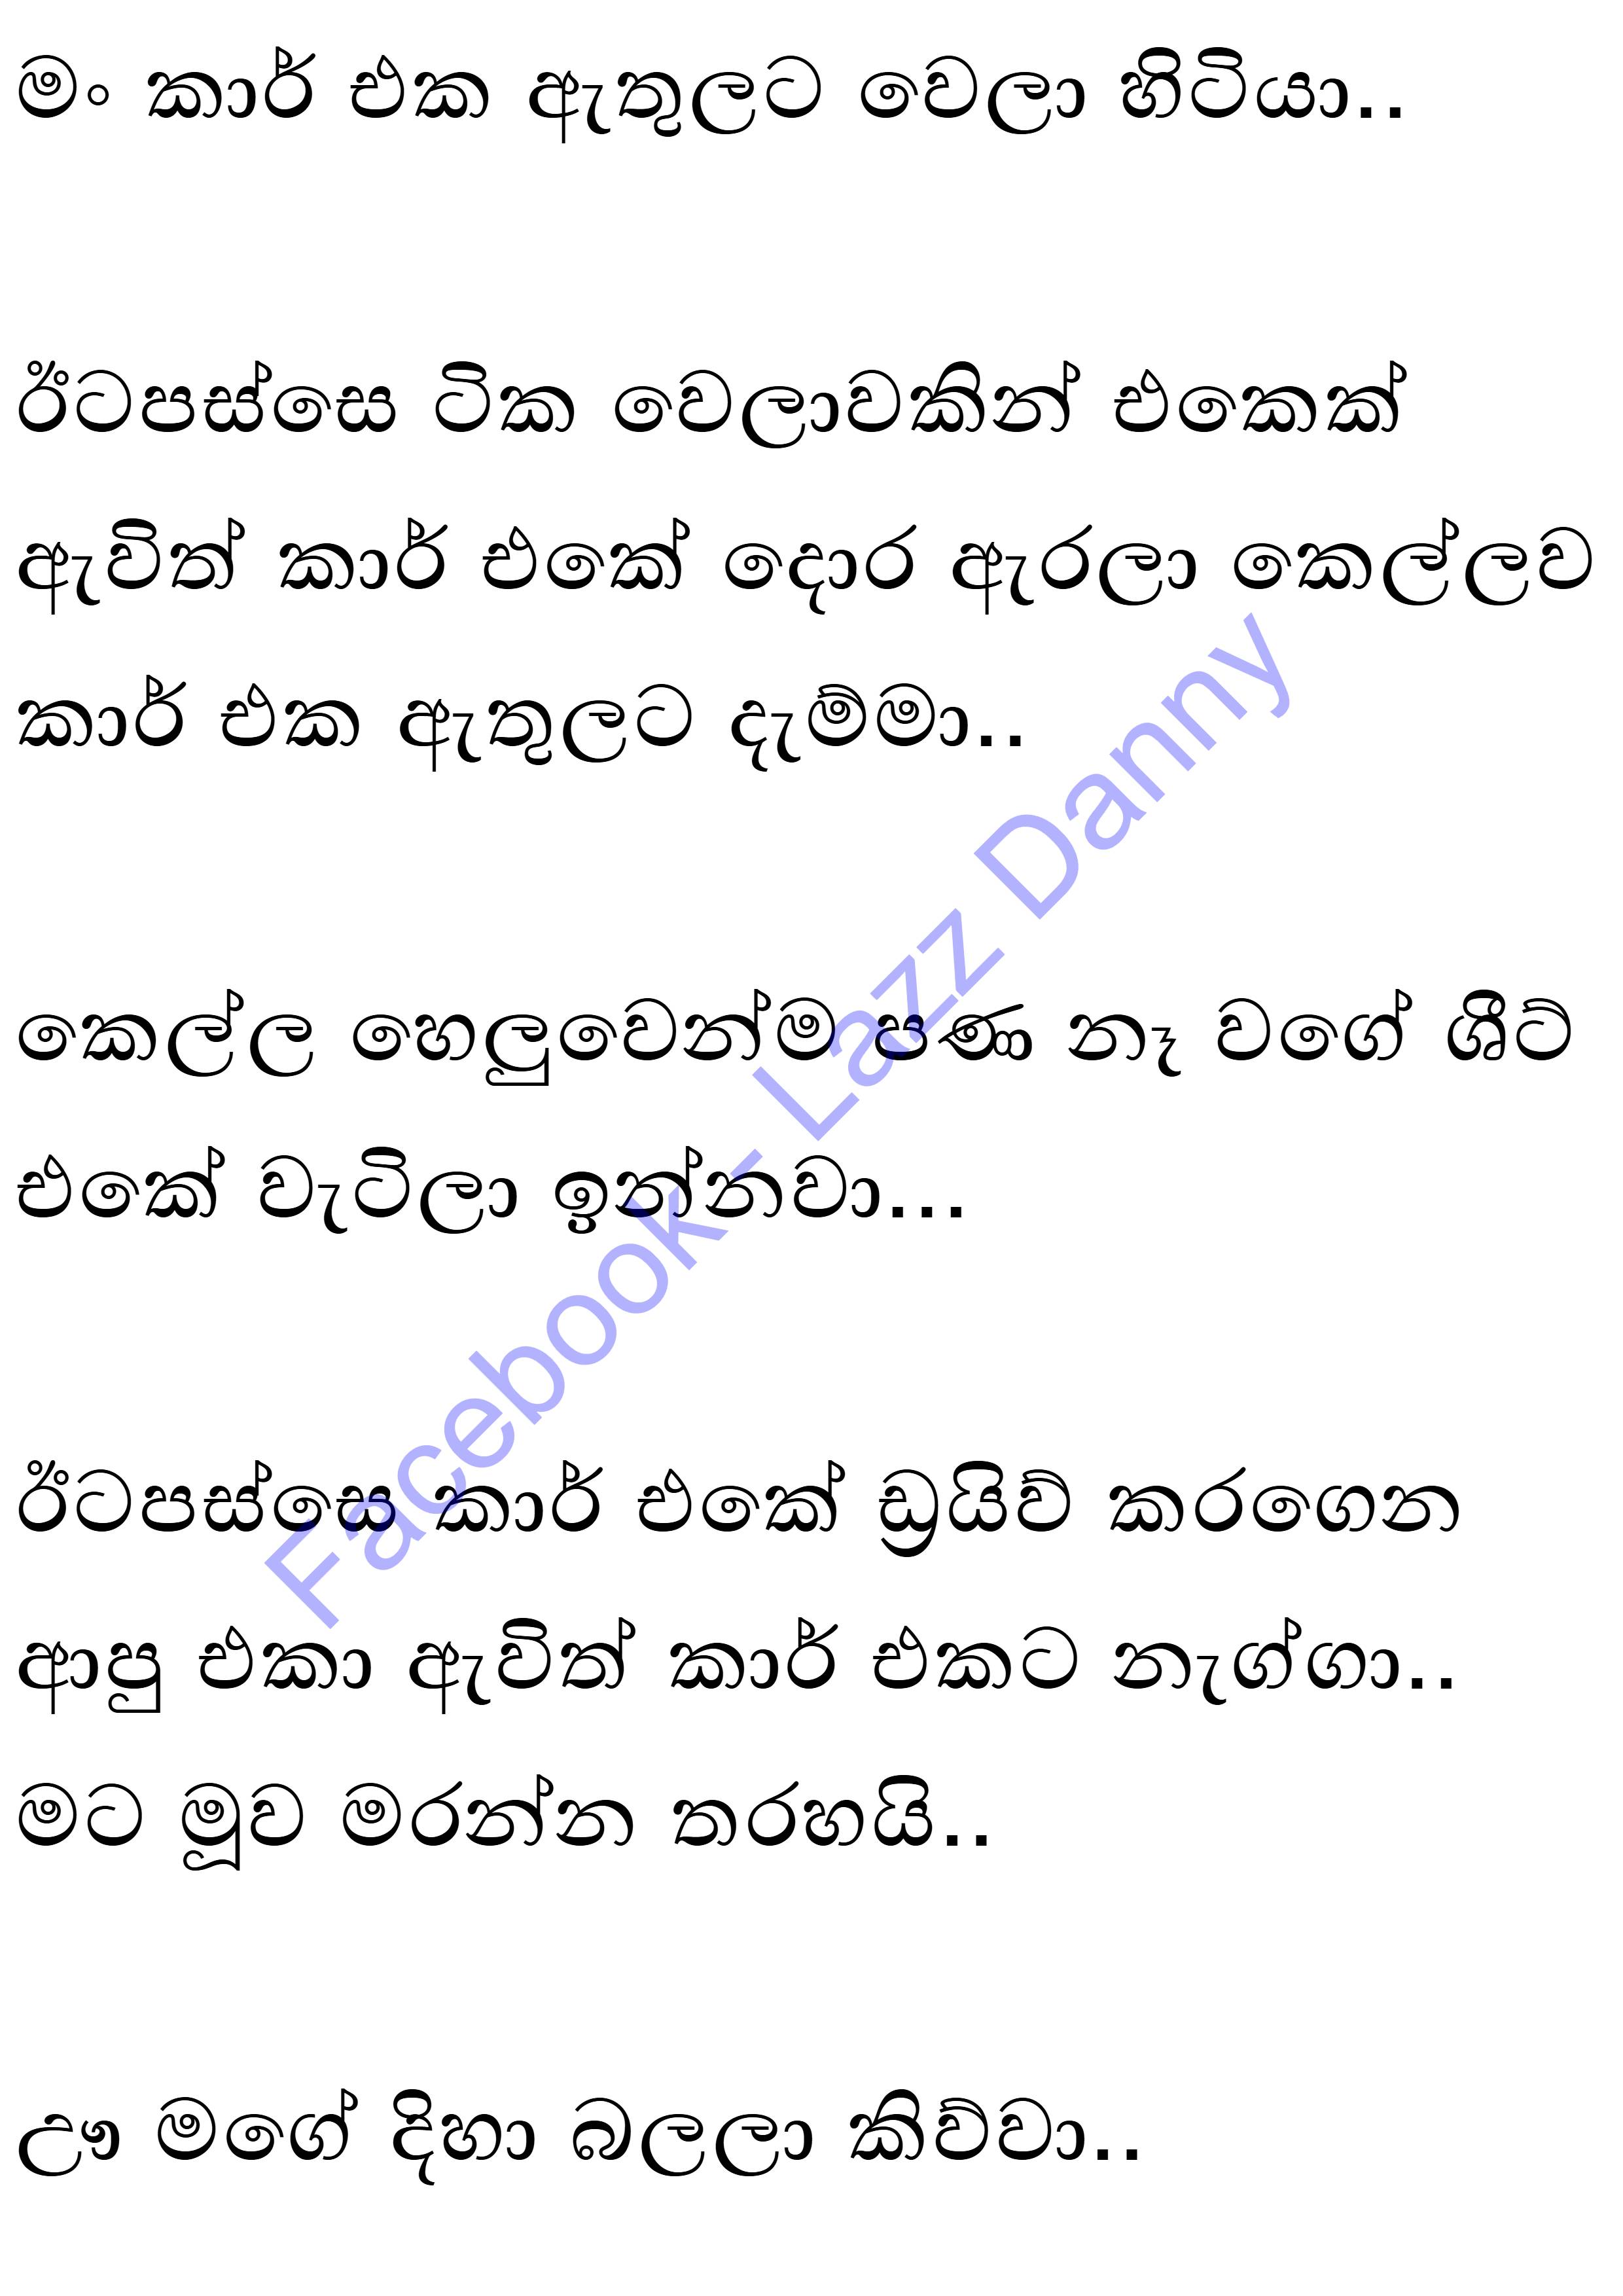 මං කාර් එක ඇතුලට වෙලා හිටියා..
ඊටපස්සෙ ටික වෙලාවකින් එකෙක්
ඇවිත් කාර් එකේ දොර ඇරලා කෙල්ලව
කාර් එක ඇතුලට දැම්මා..
කෙල්ල හෙලුවෙන්ම පණ නෑ වගේ ශීට්
එකේ වැටිලා ඉන්නවා...
ඊටපස්සෙ කාර් එකේ ඩ්‍රයිව් කරගෙන
ආපු එකා ඇවිත් කාර් එකට නැග්ගා..
මට මූව මරන්න තරහයි..
ඌ මගේ දිහා බලලා කිව්වා..
Facebook- Lazz Danny